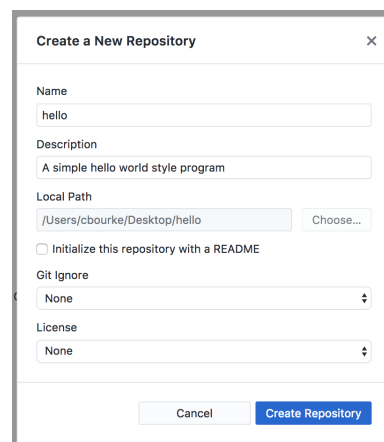 Create a New Repository
Name
hello
Description
A simple hello world style program
Local Path
/Users/cbourke/Desktop/hello Choose...
Initialize this repository with a README
Git Ignore
None
License
None
Cancel Create Repository